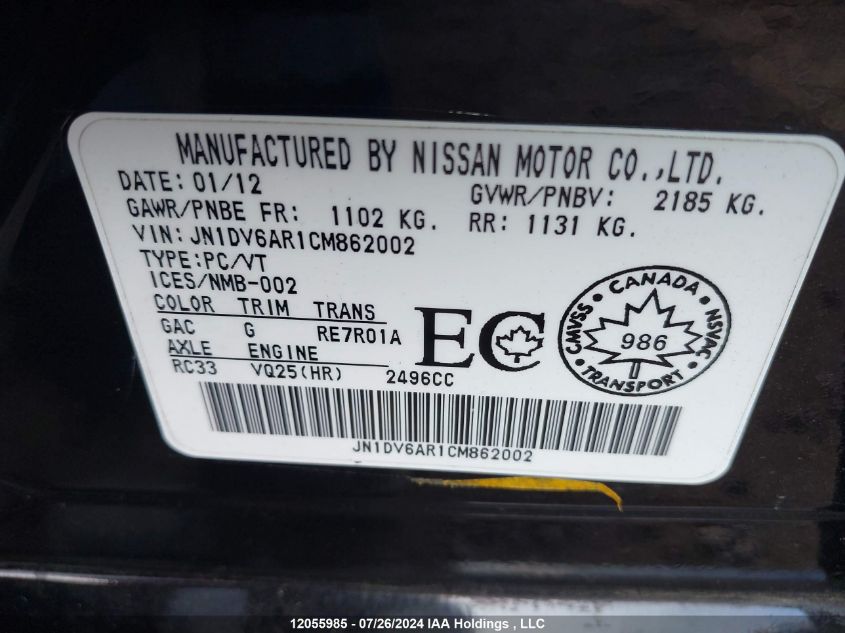 MANUFACTURED BY NISSAN MOTOR CO.,LTD.
DATE: 01/12 GVWR/PNBV: 2185 KG.
GAWR/PNBE FR: 1102 KG. RR: 1131 KG.
VIN: JN1DV6AR1CM862002
TYPE:PC/VT
ICES/NMB-002
COLOR TRIM TRANS
GAC G RE7R01A
AXLE ENGINE
RC33 VQ25(HR) 2496CC
EC
CANADA
CMVSS NSVAC
986
TRANSPORT
JN1DV6AR1CM862002
12055985 - 07/26/2024 IAA Holdings , LLC